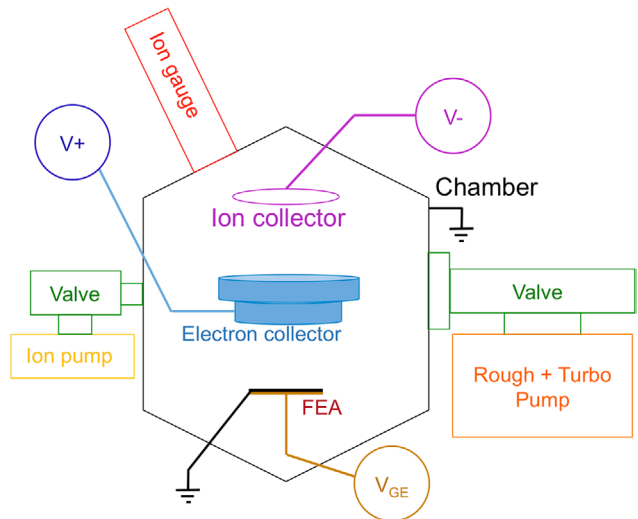 Ion gauge
V+
V-
Chamber
Ion collector
Valve
Valve
Electron collector
Ion pump
Rough + Turbo
Pump
FEA
VGE